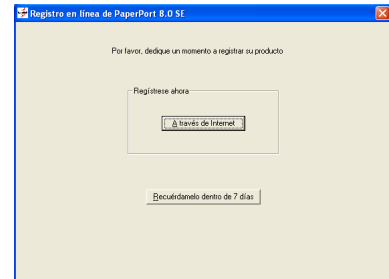 Registro en línea de PaperPort 8.0 SE
Por favor, dedique un momento a registrar su producto
Regístrese ahora
A través de Internet
Recuérdamelo dentro de 7 días